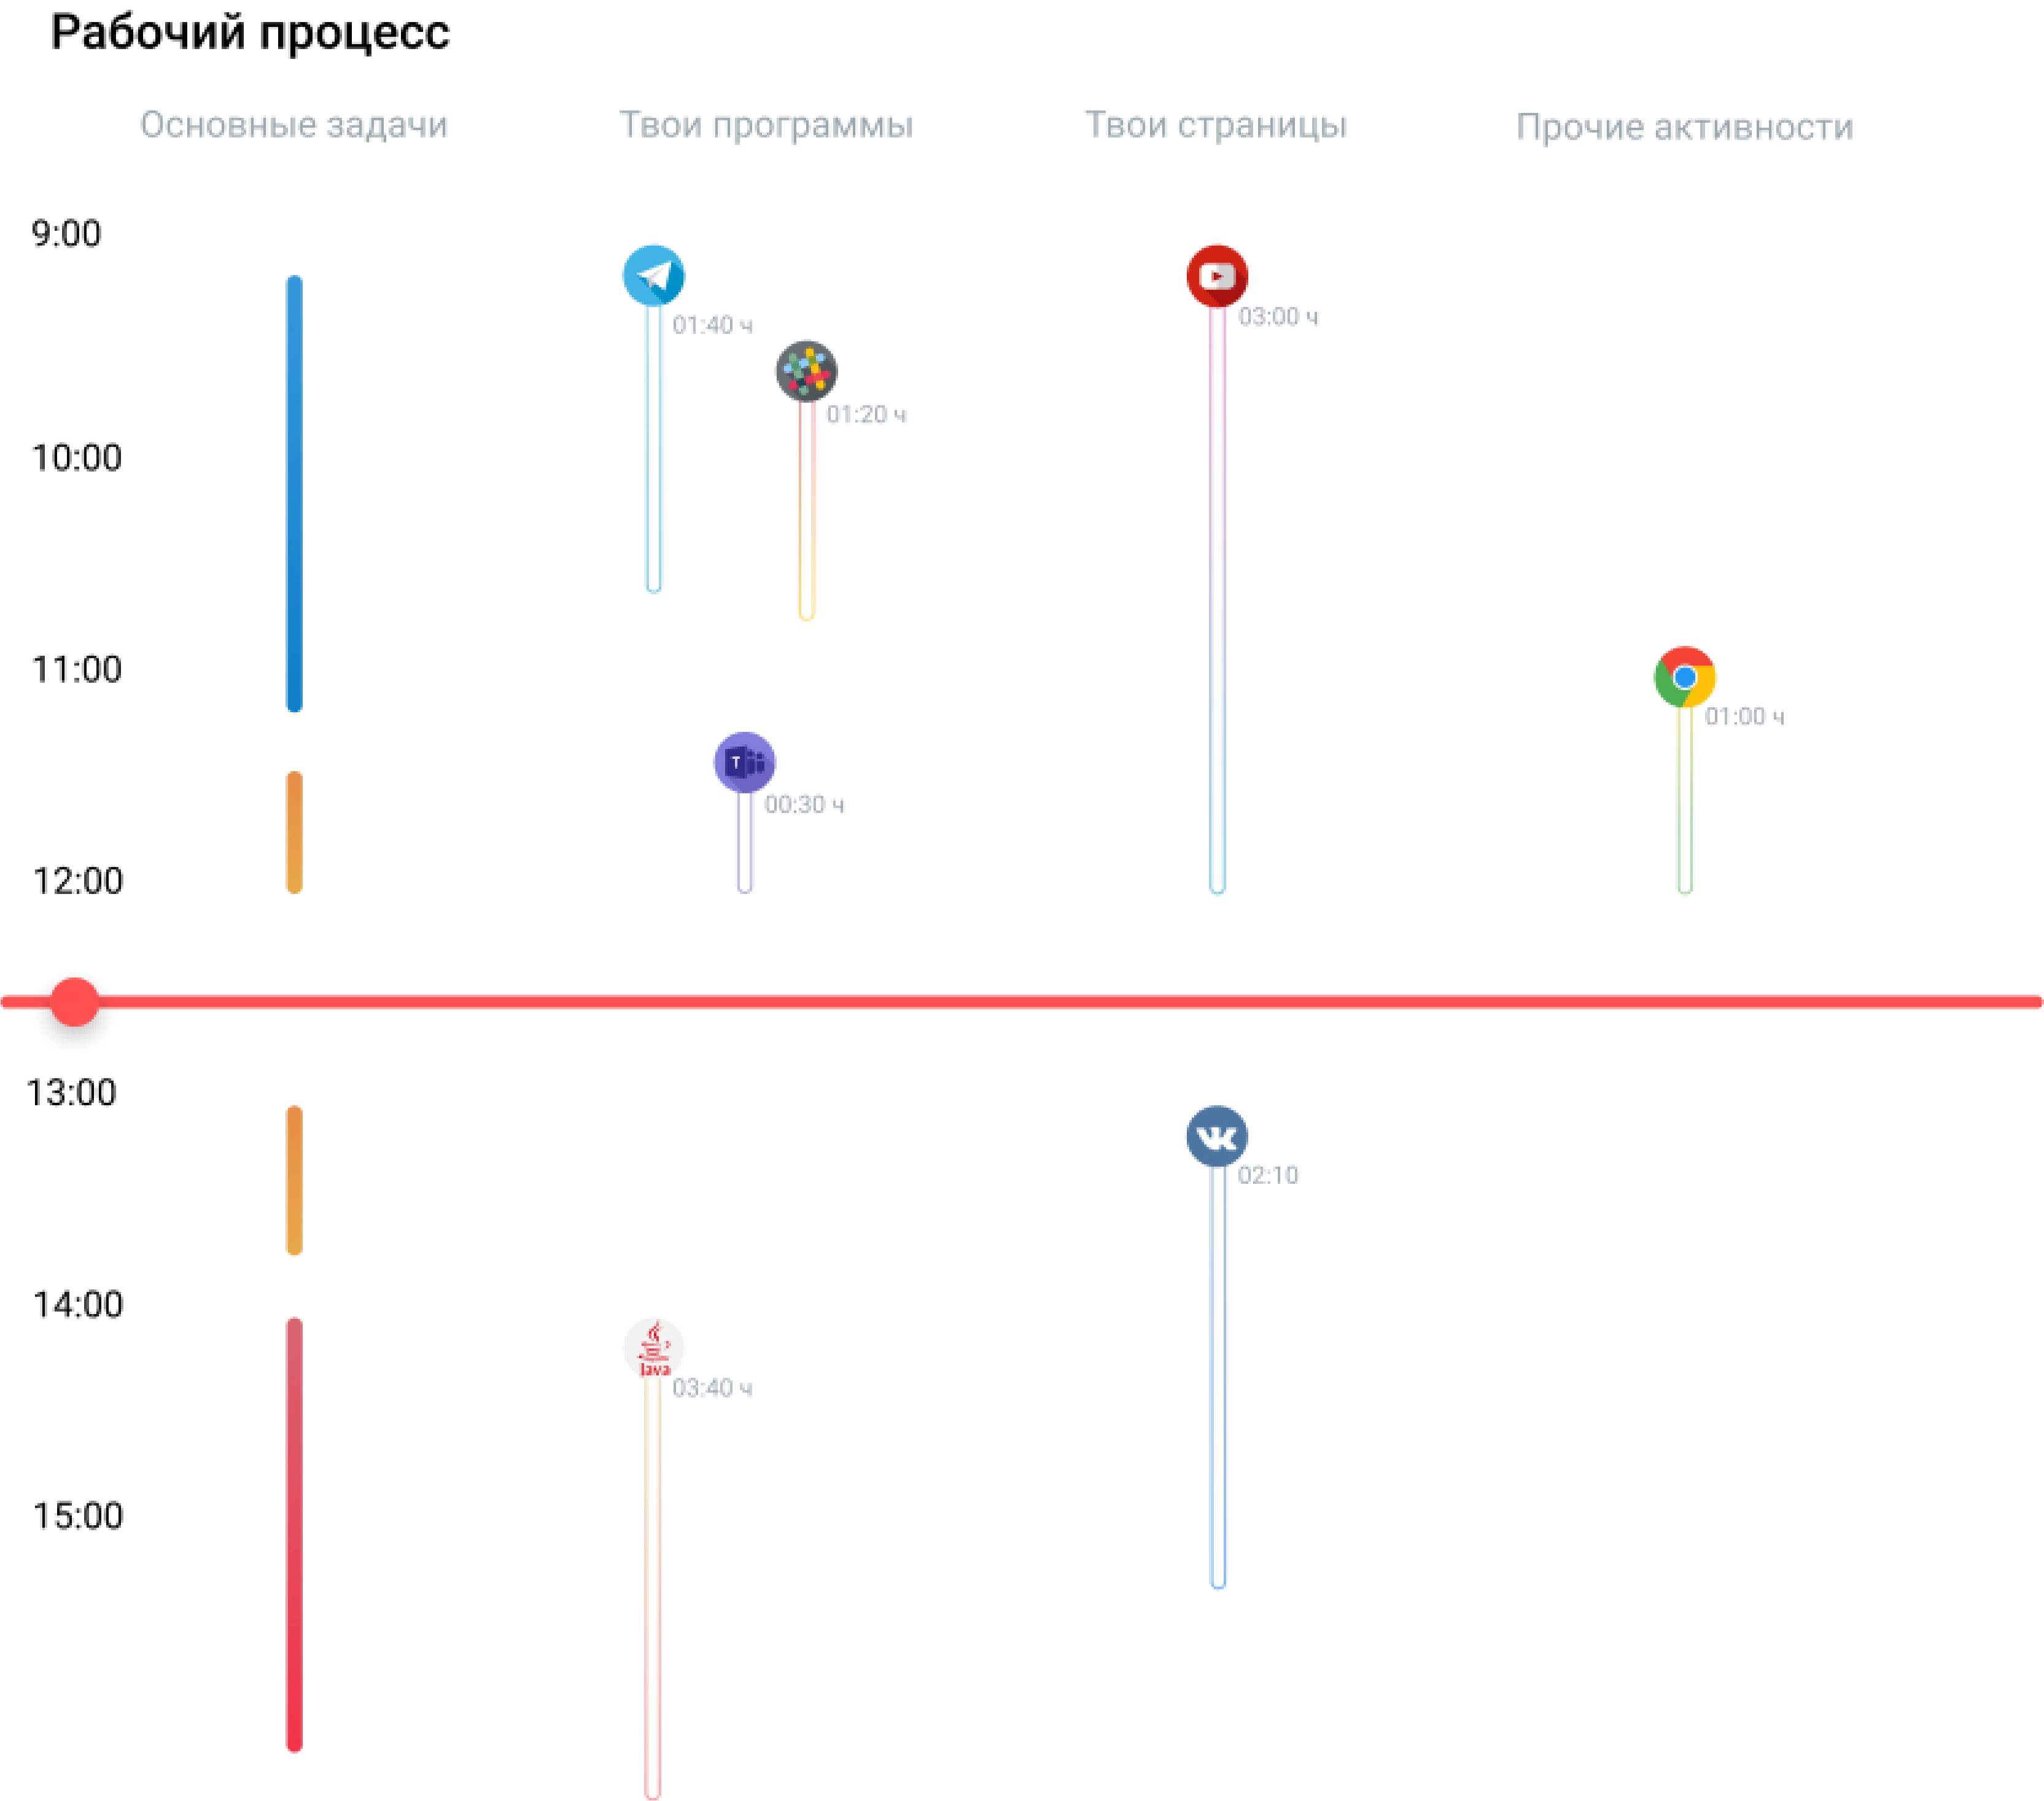 Рабочий процесс
Основные задачи
Твои программы
Твои страницы
Прочие активности
9:00
01:40 ч
03:00 ч
01:20 ч
10:00
11:00
01:00 ч
T
00:30 ч
12:00
13:00
02:10
14:00
Java
03:40 ч
15:00